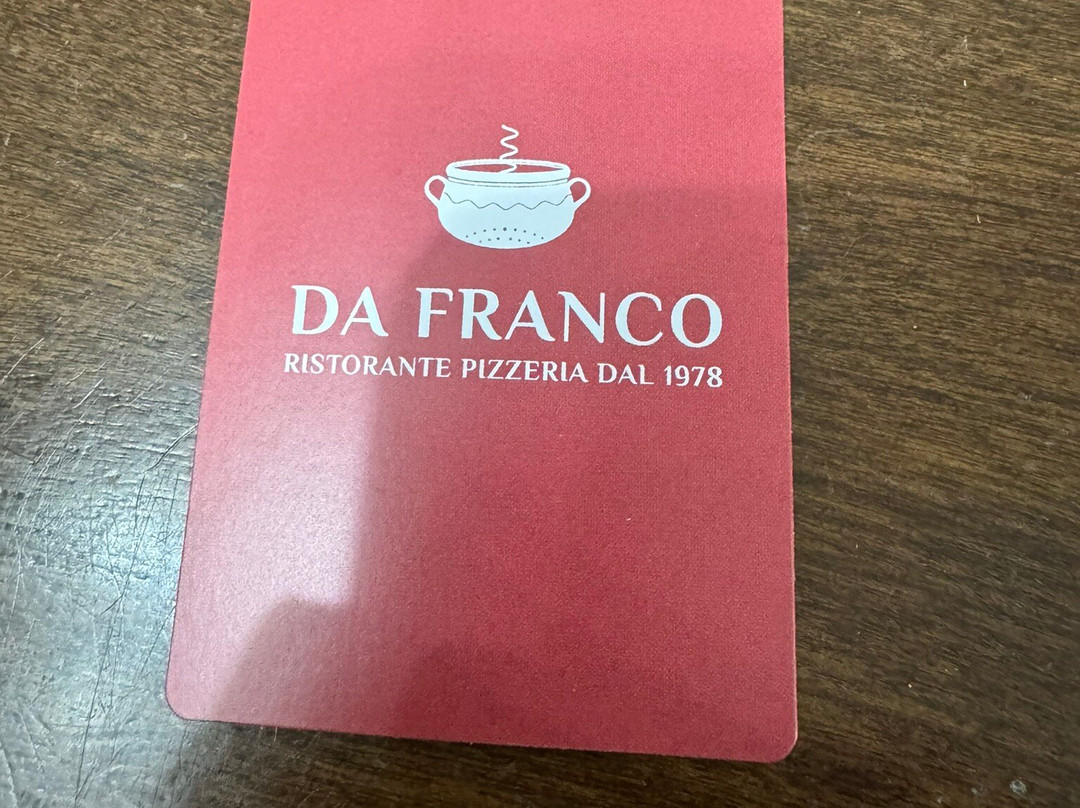 DA FRANCO
RISTORANTE PIZZERIA DAL 1978